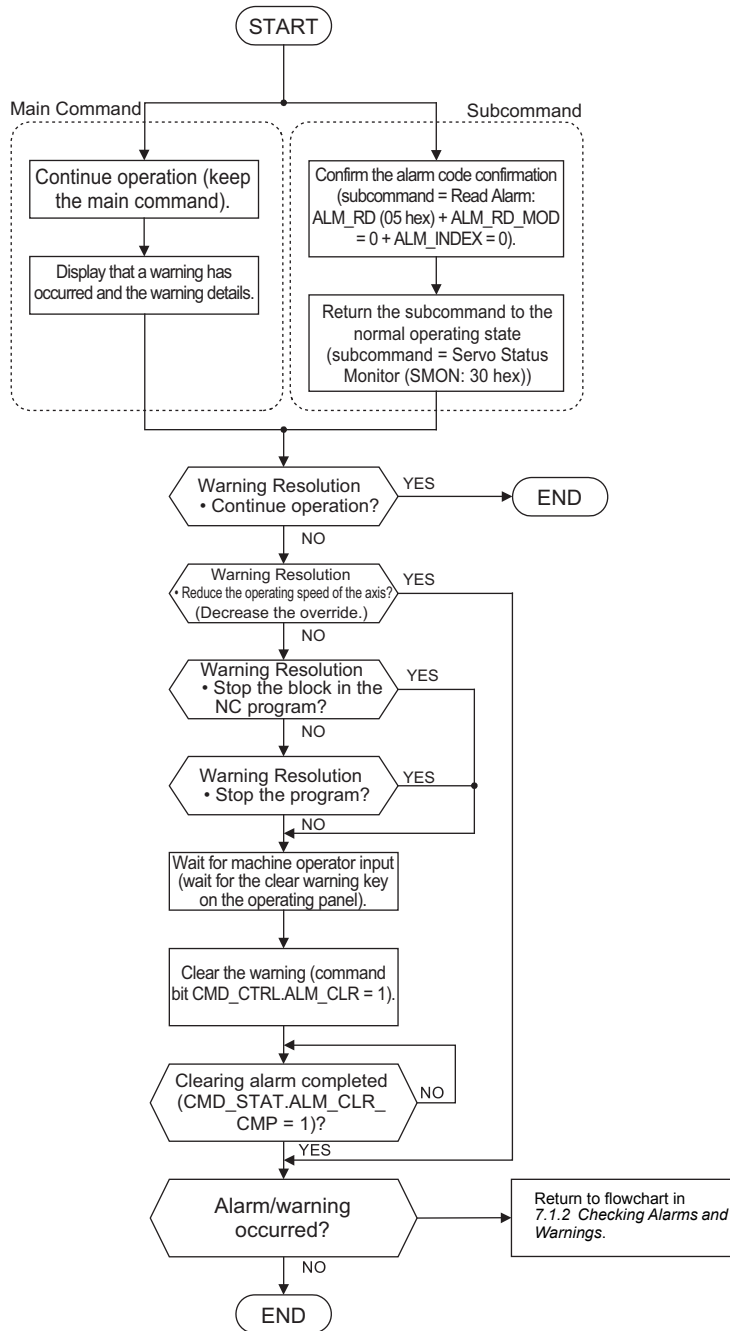 START
Main Command
Subcommand
Continue operation (keep
the main command).
Display that a warning has
occurred and the warning details.
Confirm the alarm code confirmation
(subcommand = Read Alarm:
ALM_RD (05 hex) + ALM_RD_MOD
= 0 + ALM_INDEX = 0).
Return the subcommand to the
normal operating state
(subcommand = Servo Status
Monitor (SMON: 30 hex))
Warning Resolution
• Continue operation?
YES
END
NO
Warning Resolution
• Reduce the operating speed of the axis?
(Decrease the override.)
YES
NO
Warning Resolution
• Stop the block in the
NC program?
YES
NO
Warning Resolution
• Stop the program?
YES
NO
Wait for machine operator input
(wait for the clear warning key
on the operating panel).
Clear the warning (command
bit CMD_CTRL.ALM_CLR = 1).
Clearing alarm completed
(CMD_STAT.ALM_CLR_
CMP = 1)?
NO
YES
Alarm/warning
occurred?
Return to flowchart in
7.1.2 Checking Alarms and
Warnings.
NO
END